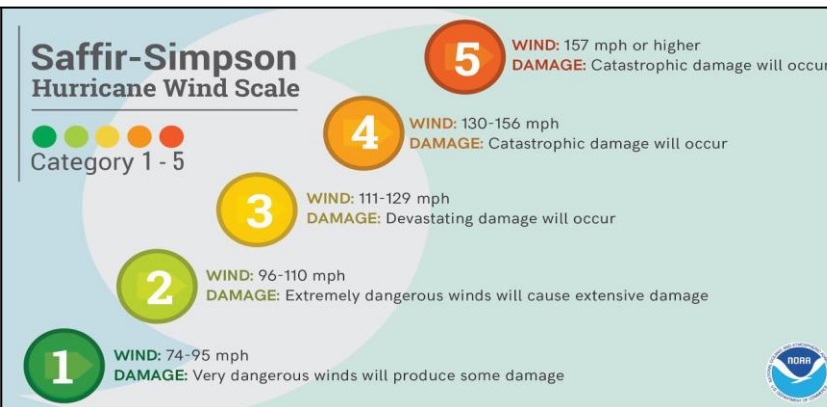 Saffir-Simpson
Hurricane Wind Scale
Category 1 - 5
5
WIND: 157 mph or higher
DAMAGE: Catastrophic damage will occur
4
WIND: 130-156 mph
DAMAGE: Catastrophic damage will occur
3
WIND: 111-129 mph
DAMAGE: Devastating damage will occur
2
WIND: 96-110 mph
DAMAGE: Extremely dangerous winds will cause extensive damage
1
WIND: 74-95 mph
DAMAGE: Very dangerous winds will produce some damage
NOAA